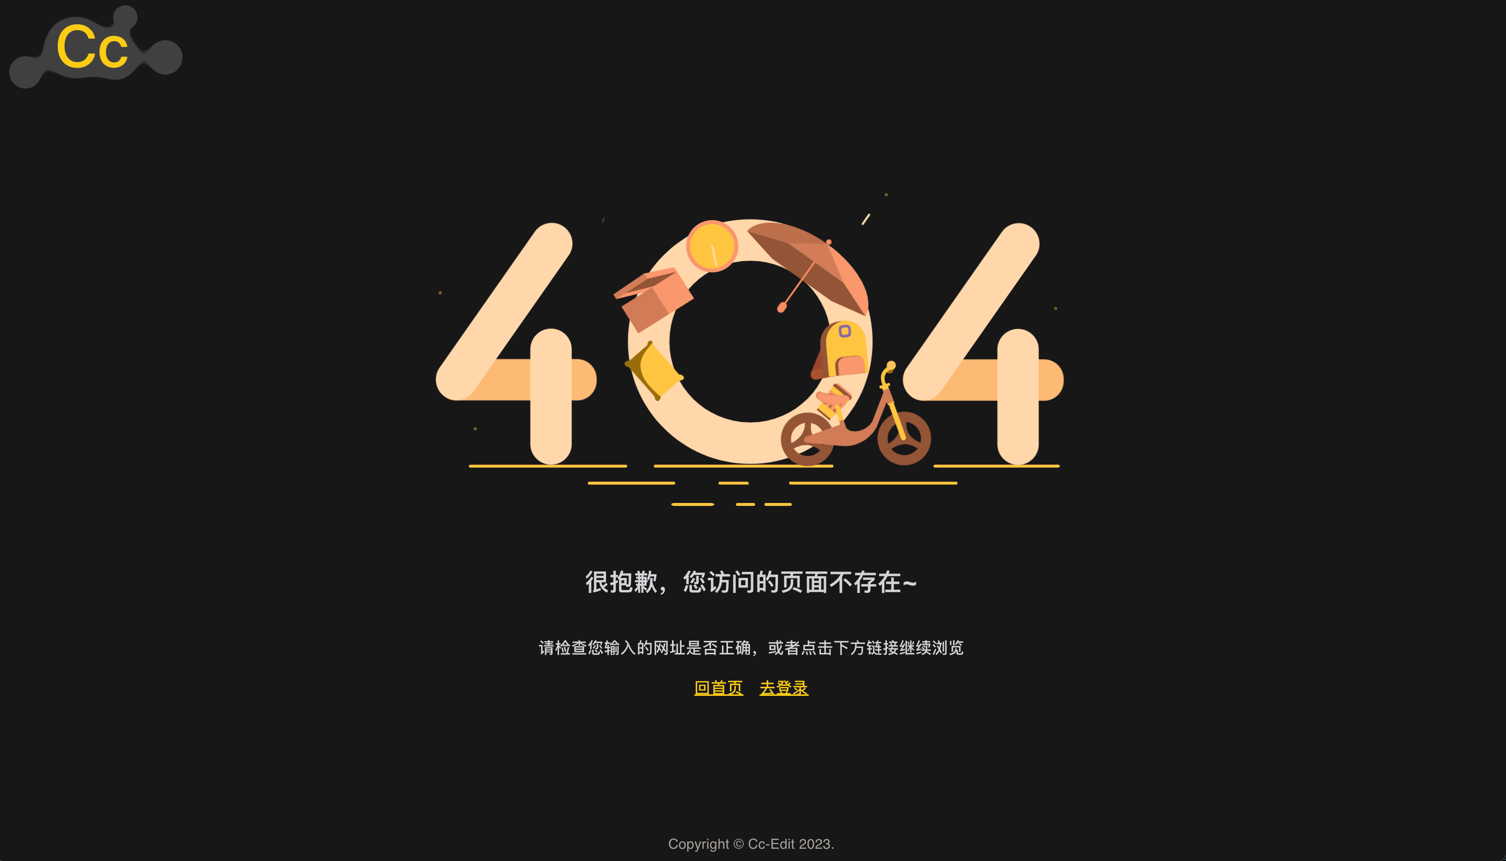 Cc
404
很抱歉，您访问的页面不存在~
请检查您输入的网址是否正确，或者点击下方链接继续浏览
回首页 去登录
Copyright © Cc-Edit 2023.